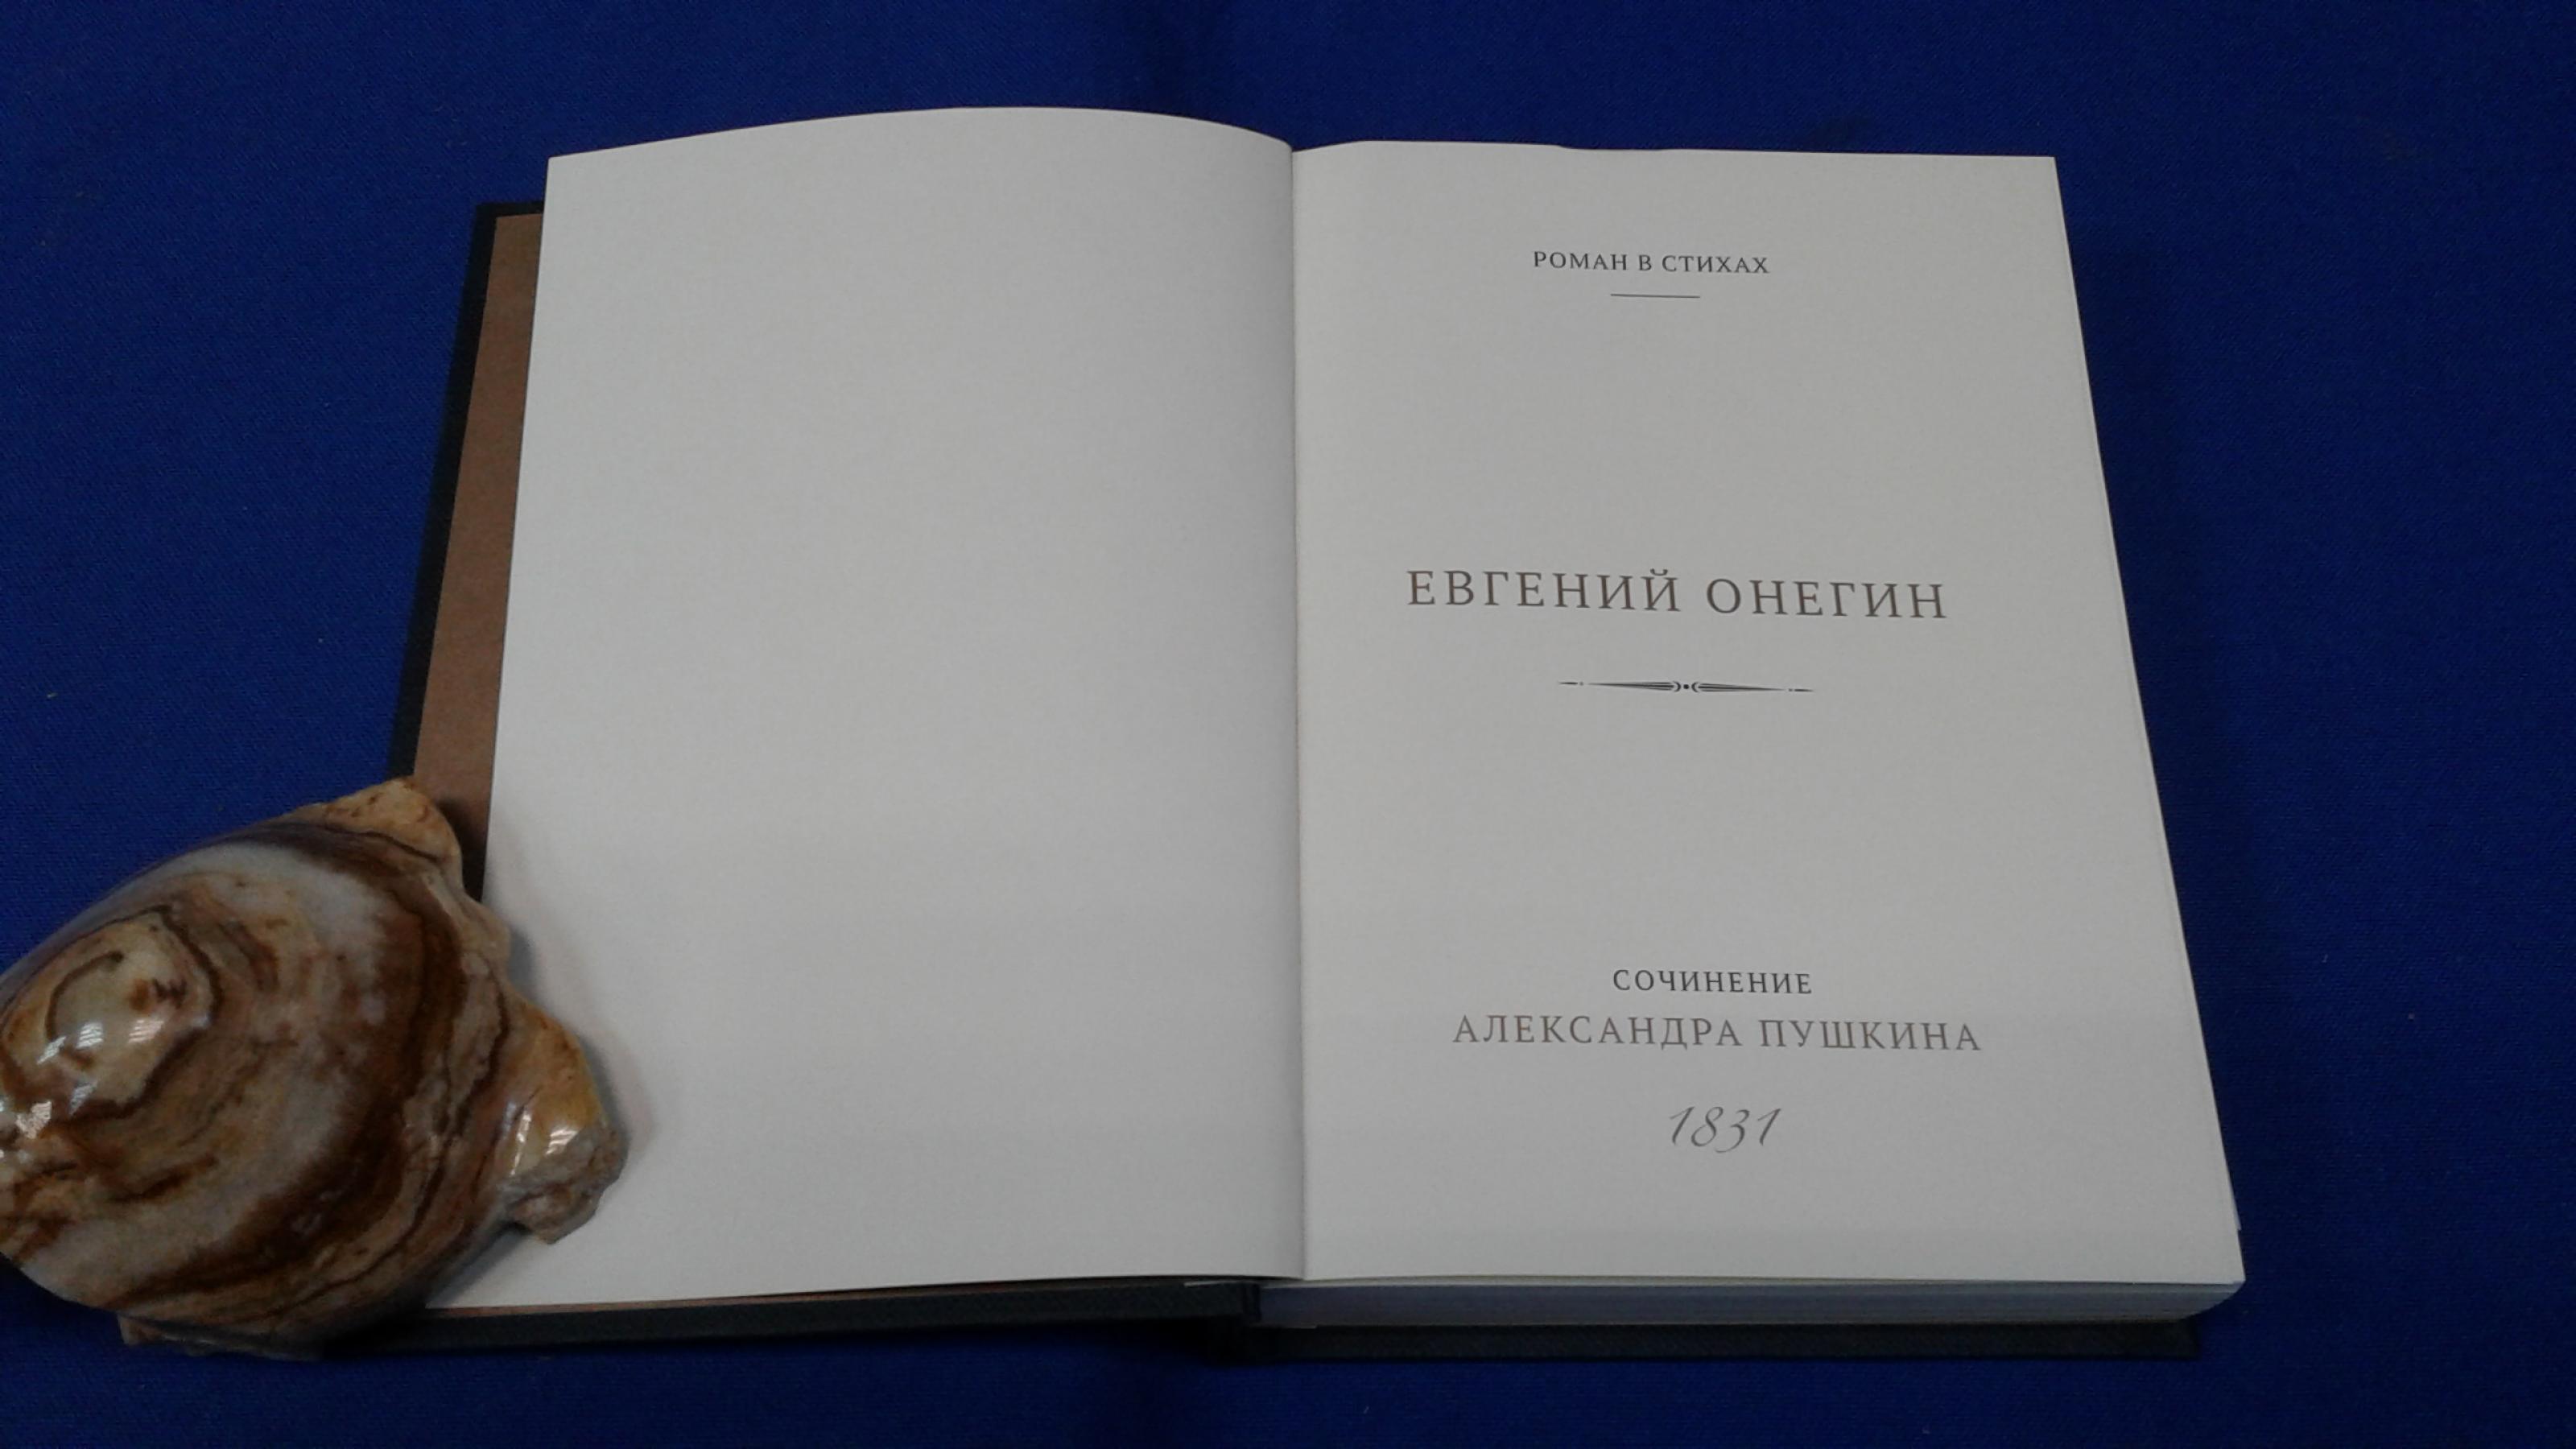 РОМАН В СТИХАХ
ЕВГЕНИЙ ОНЕГИН
СОЧИНЕНИЕ
АЛЕКСАНДРА ПУШКИНА
1831